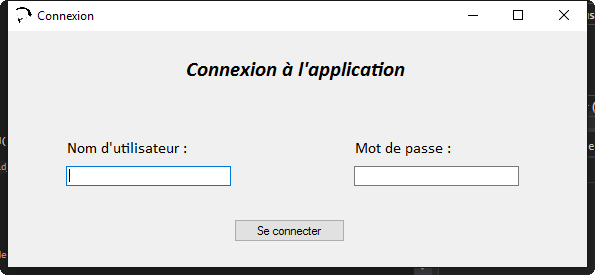 Connexion
Connexion à l'application
Nom d'utilisateur :
Mot de passe :
Se connecter